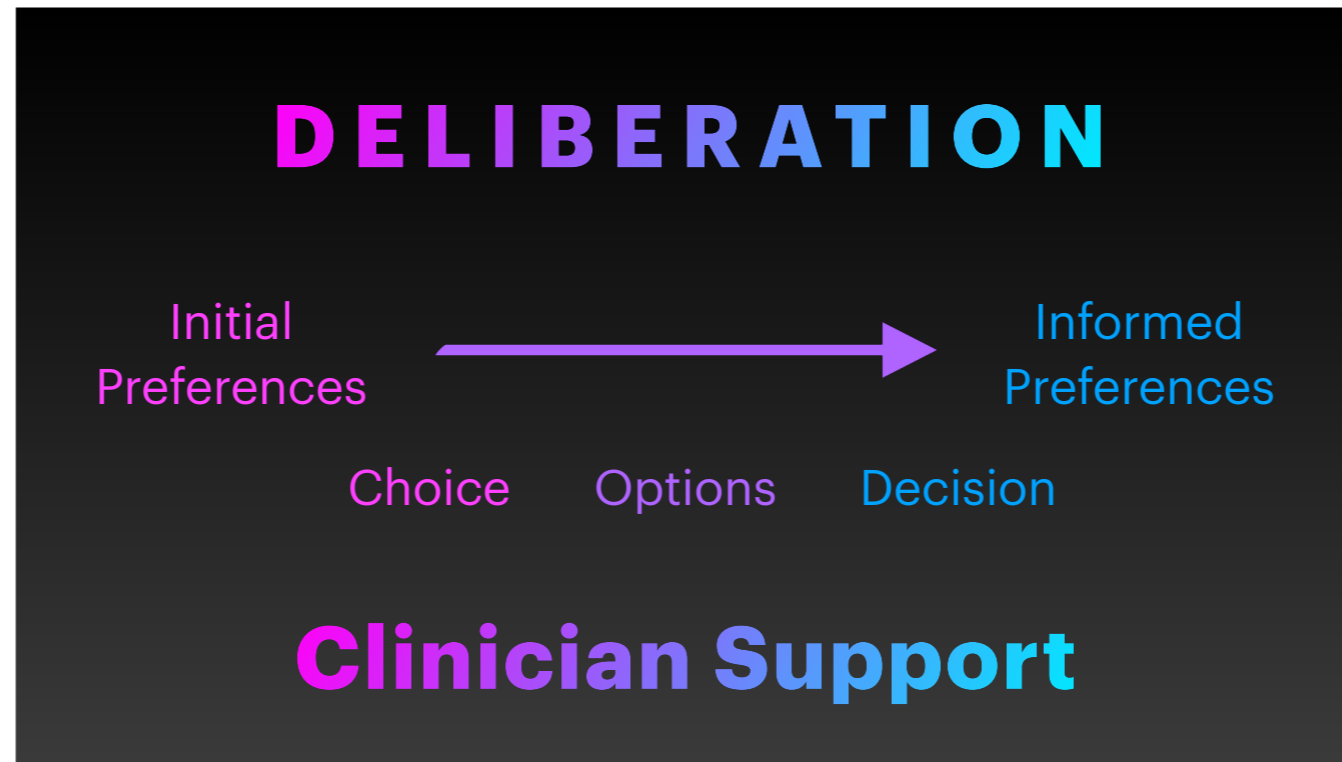 DELIBERATION
Initial
Preferences
Informed
Preferences
Choice Options Decision
Clinician Support